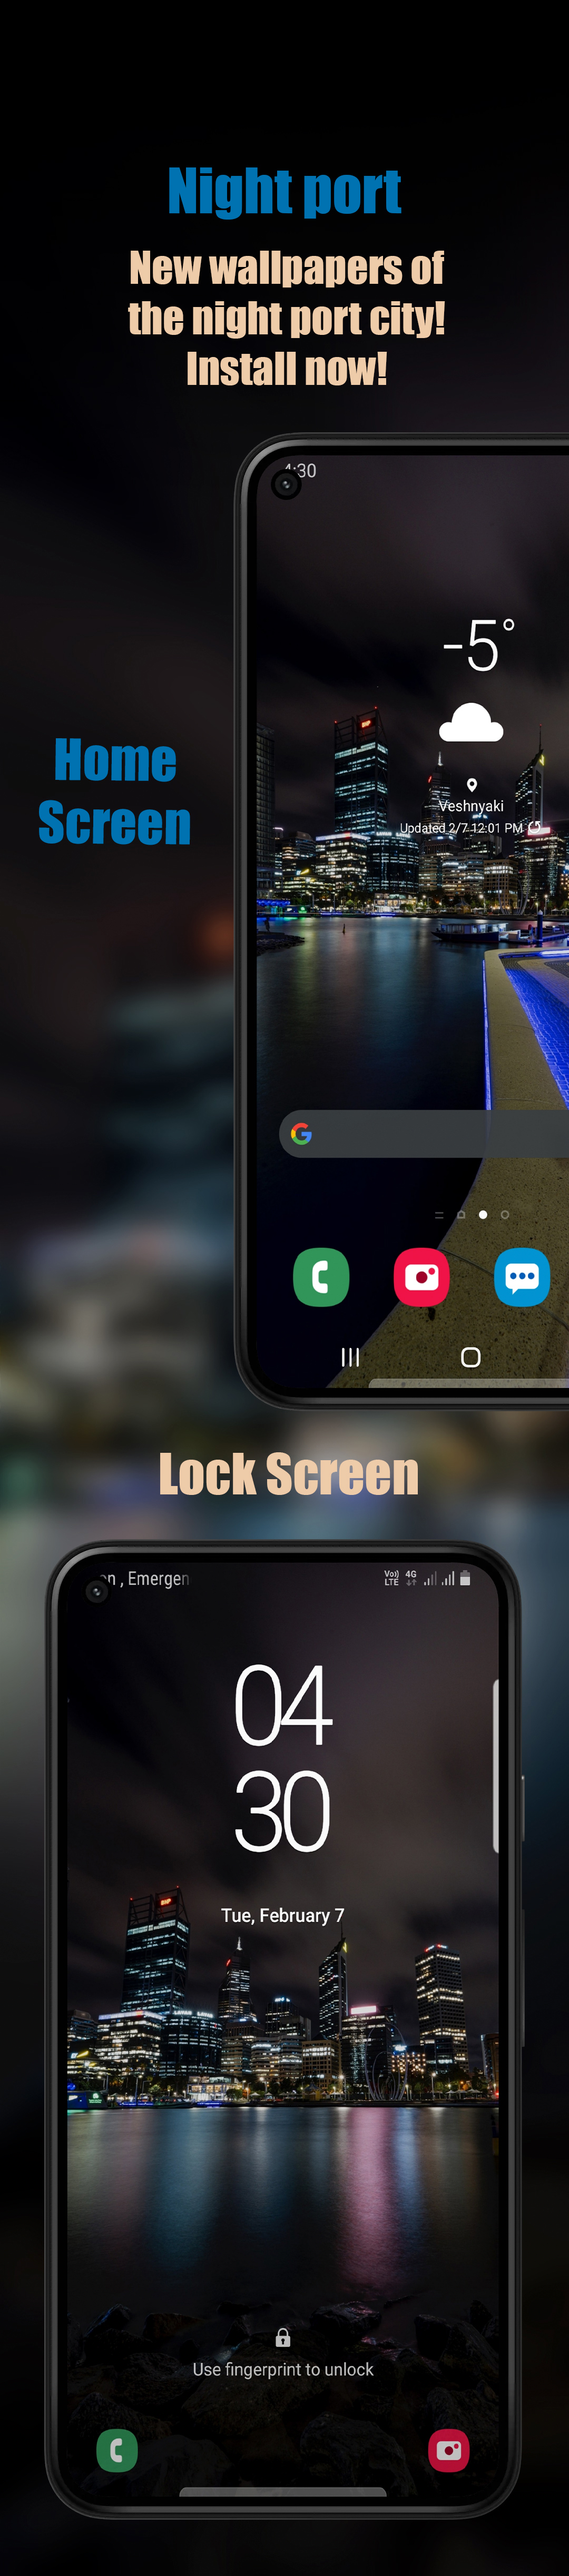 Night port
New wallpapers of
the night port city!
Install now!
4:30
-5°
Veshnyaki
Updated 2/7 12:01 PM
Home
Screen
G
Lock Screen
en , Emergen
Vo))
LTE
4G
04
30
Tue, February 7
Use fingerprint to unlock